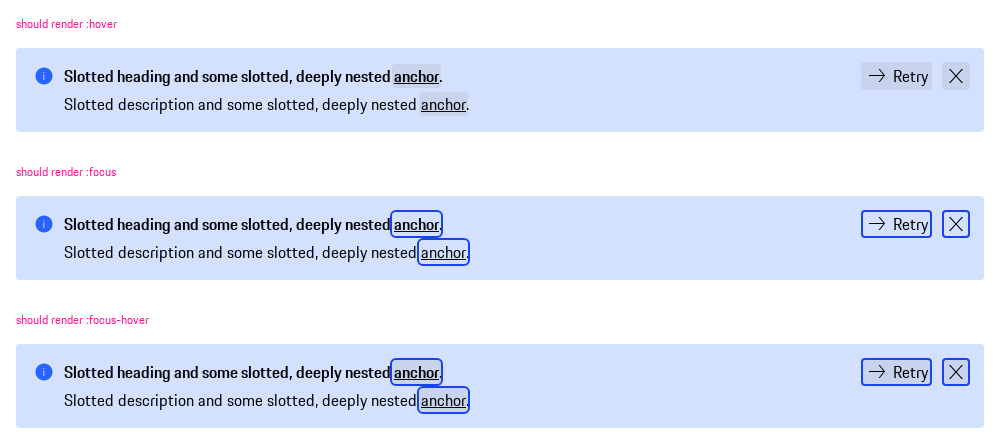 should render :hover
Slotted heading and some slotted, deeply nested anchor.
Slotted description and some slotted, deeply nested anchor.
Retry
should render :focus
Slotted heading and some slotted, deeply nested anchor.
Slotted description and some slotted, deeply nested anchor.
Retry
should render :focus-hover
Slotted heading and some slotted, deeply nested anchor.
Slotted description and some slotted, deeply nested anchor.
Retry